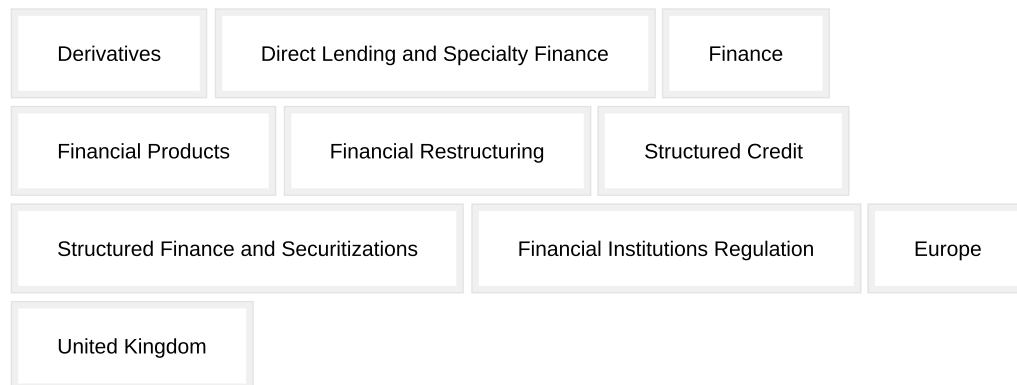 Derivatives
Direct Lending and Specialty Finance
Finance
Financial Products
Financial Restructuring
Structured Credit
Structured Finance and Securitizations
Financial Institutions Regulation
Europe
United Kingdom